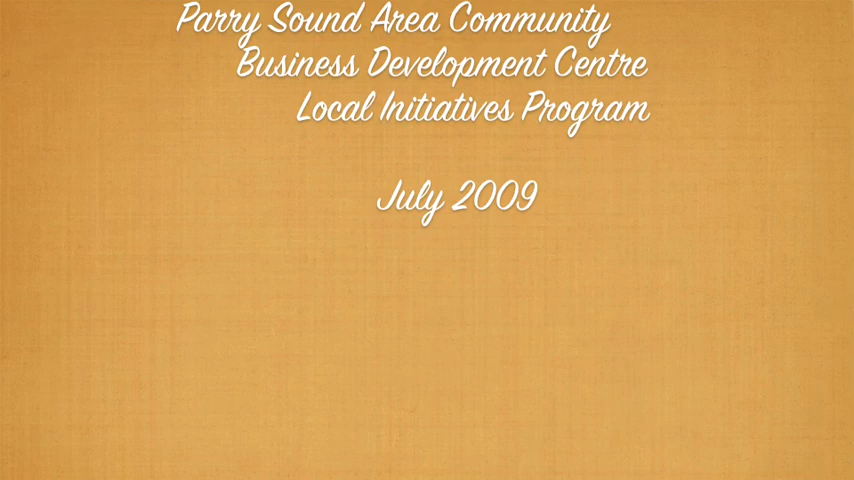 Parry Sound Area Community
Business Development Centre
Local Initiatives Program
July 2009